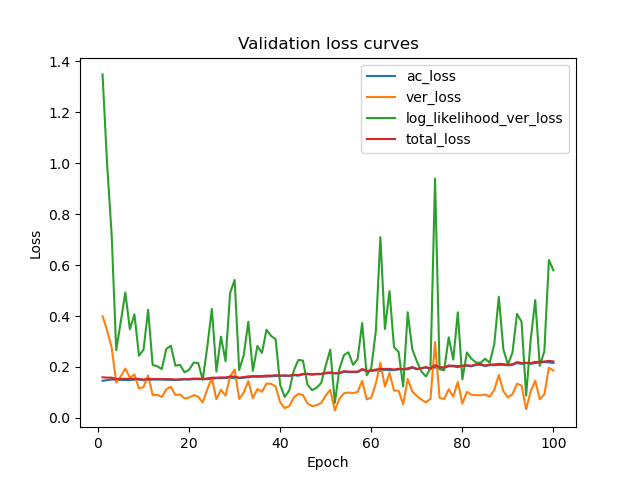 Validation loss curves
1.4
1.2
1.0
0.8
0.6
0.4
0.2
0.0
Loss
ac_loss
ver_loss
log_likelihood_ver_loss
total_loss
0 20 40 60 80 100
Epoch